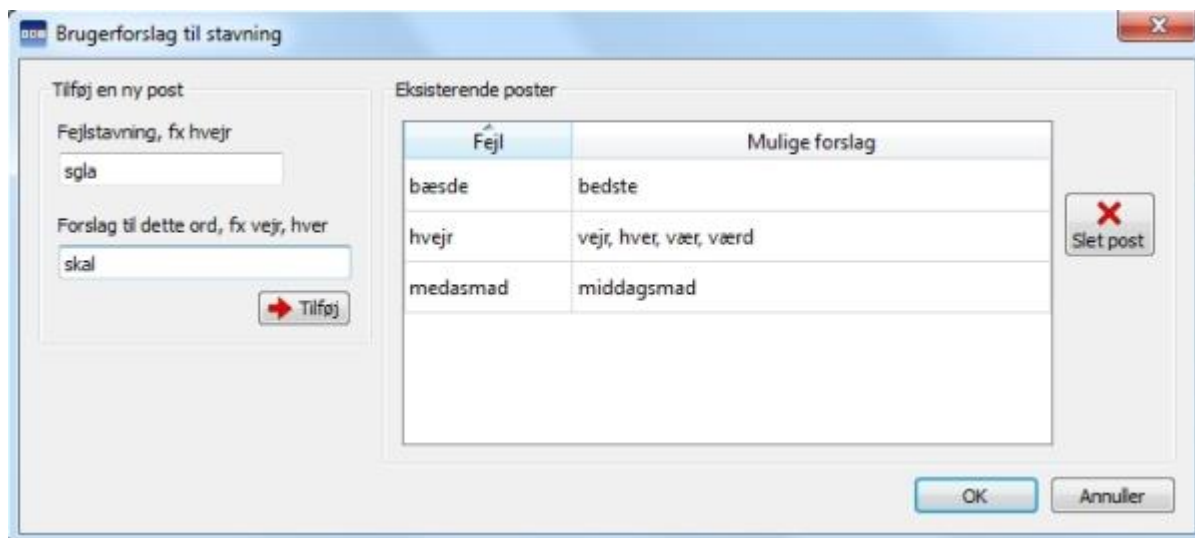 Brugerforslag til stavning
Tilføj en ny post
Fejlstavning, fx hvejr
sgla
Forslag til dette ord, fx vejr, hver
skal
Tilføj
Eksisterende poster
Fejl Mulige forslag
bæsde bedste
hvejr vejr, hver, vær, værd
medasmad middagsmad
Slet post
OK Annuller